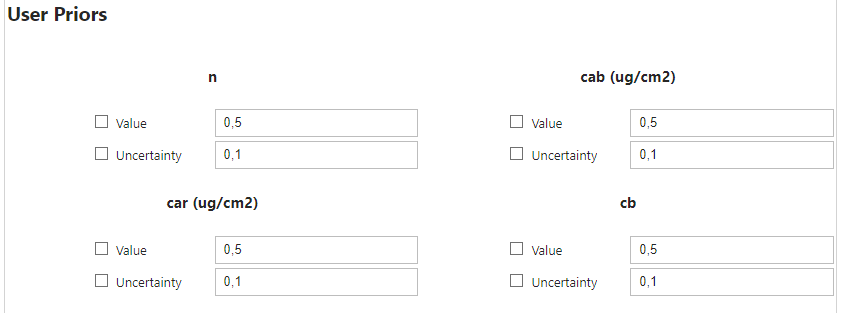 User Priors
n cab (ug/cm2)
Value 0,5 Value 0,5
Uncertainty 0,1 Uncertainty 0,1
car (ug/cm2) cb
Value 0,5 Value 0,5
Uncertainty 0,1 Uncertainty 0,1